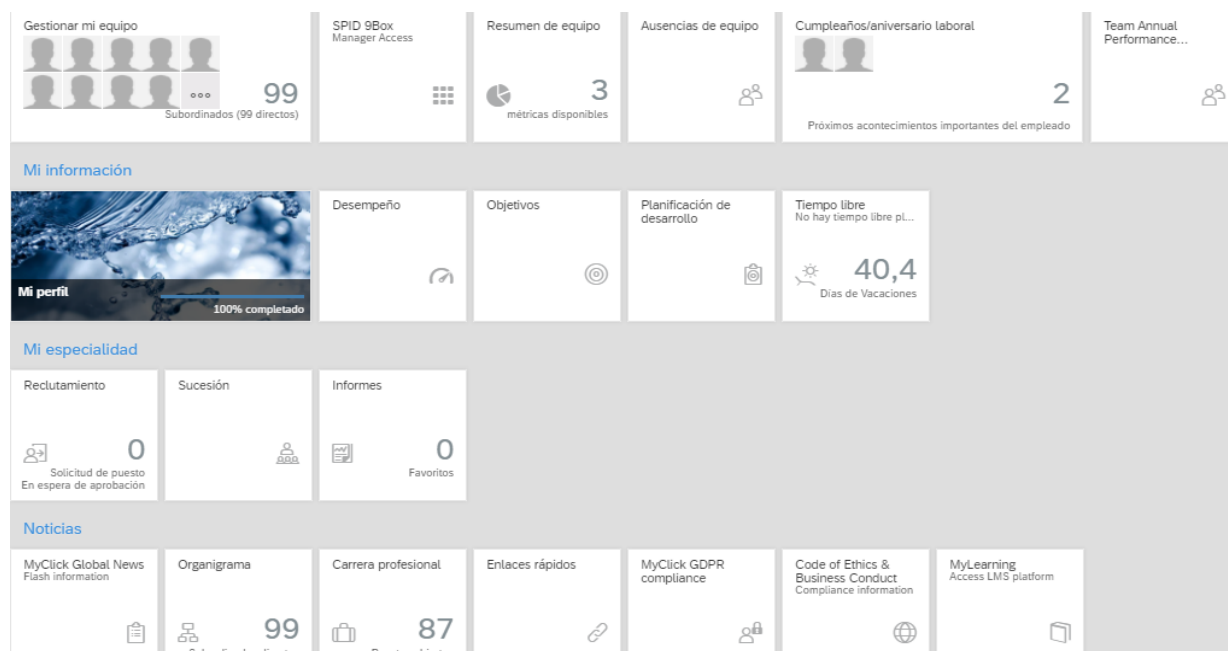 Gestionar mi equipo
99
Subordinados (99 directos)
SPID 9Box
Manager Access
Resumen de equipo
3
métricas disponibles
Ausencias de equipo
Cumpleaños/aniversario laboral
2
Próximos acontecimientos importantes del empleado
Team Annual
Performance...
Mi información
Mi perfil
100% completado
Desempeño
Objetivos
Planificación de
desarrollo
Tiempo libre
No hay tiempo libre pl...
40,4
Días de Vacaciones
Mi especialidad
Reclutamiento
0
Solicitud de puesto
En espera de aprobación
Sucesión
Informes
0
Favoritos
Noticias
MyClick Global News
Flash information
Organigrama
99
Carrera profesional
87
Enlaces rápidos
MyClick GDPR
compliance
Code of Ethics &
Business Conduct
Compliance information
MyLearning
Access LMS platform